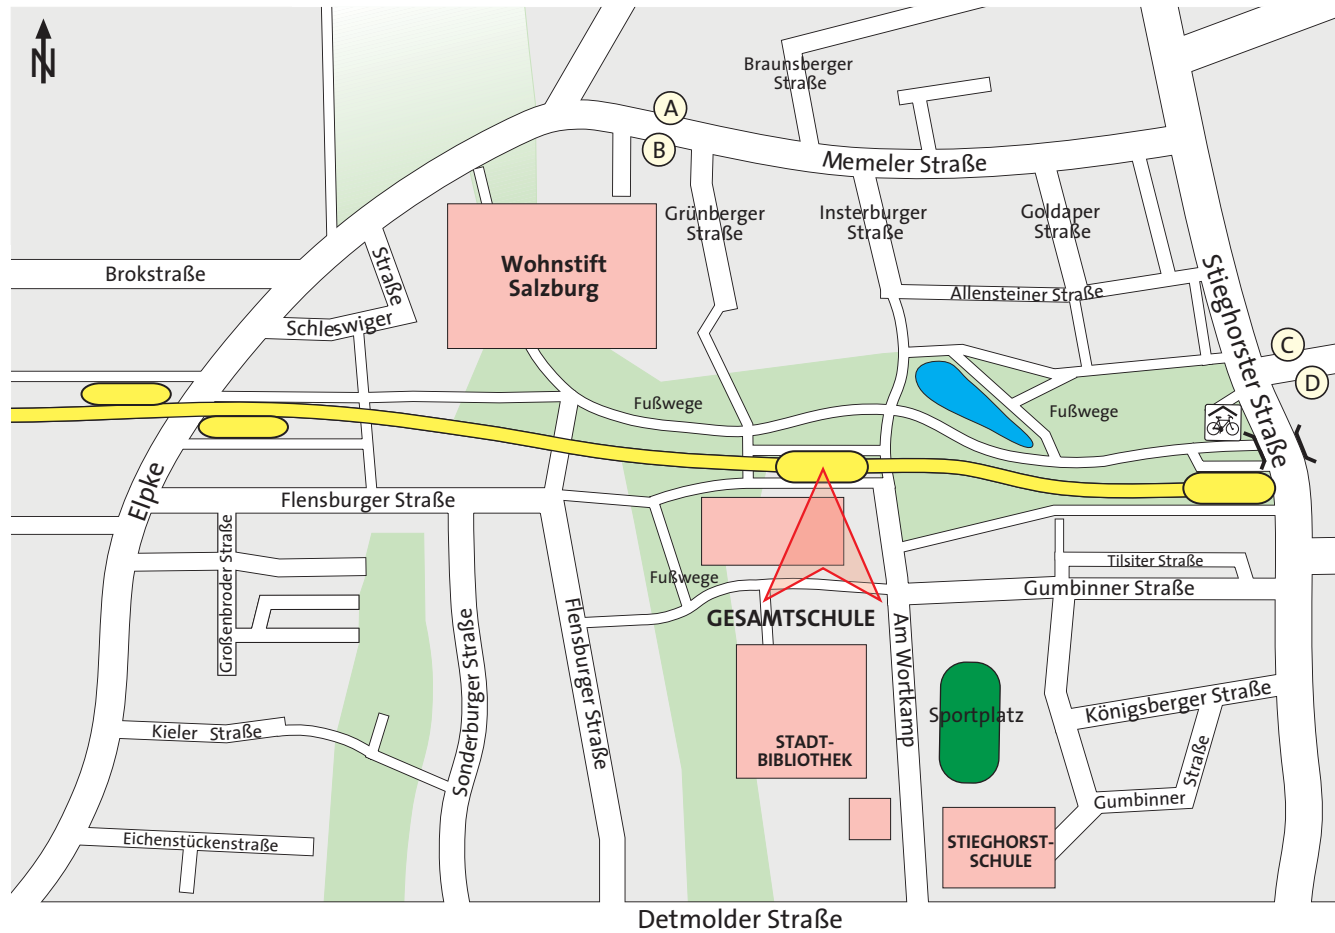 N
A
B
Braunsberger
Straße
Memeler Straße
Grünberger
Straße
Insterburger
Straße
Goldaper
Straße
Brokstraße
Wohnstift
Salzburg
Schleswiger
Straße
Allensteiner Straße
Stieghorster Straße
C
D
Fußwege
Fußwege
Elpke
Flensburger Straße
Großenbroder Straße
Fußwege
Tilsiter Straße
Gumbinner Straße
GESAMTSCHULE
Flensburger Straße
Sonderburger Straße
Am Wortkamp
Sportplatz
Königsberger Straße
Kieler Straße
STADT-
BIBLIOTHEK
Gumbinner
Straße
Eichenstückenstraße
STIEGHORST-
SCHULE
Detmolder Straße